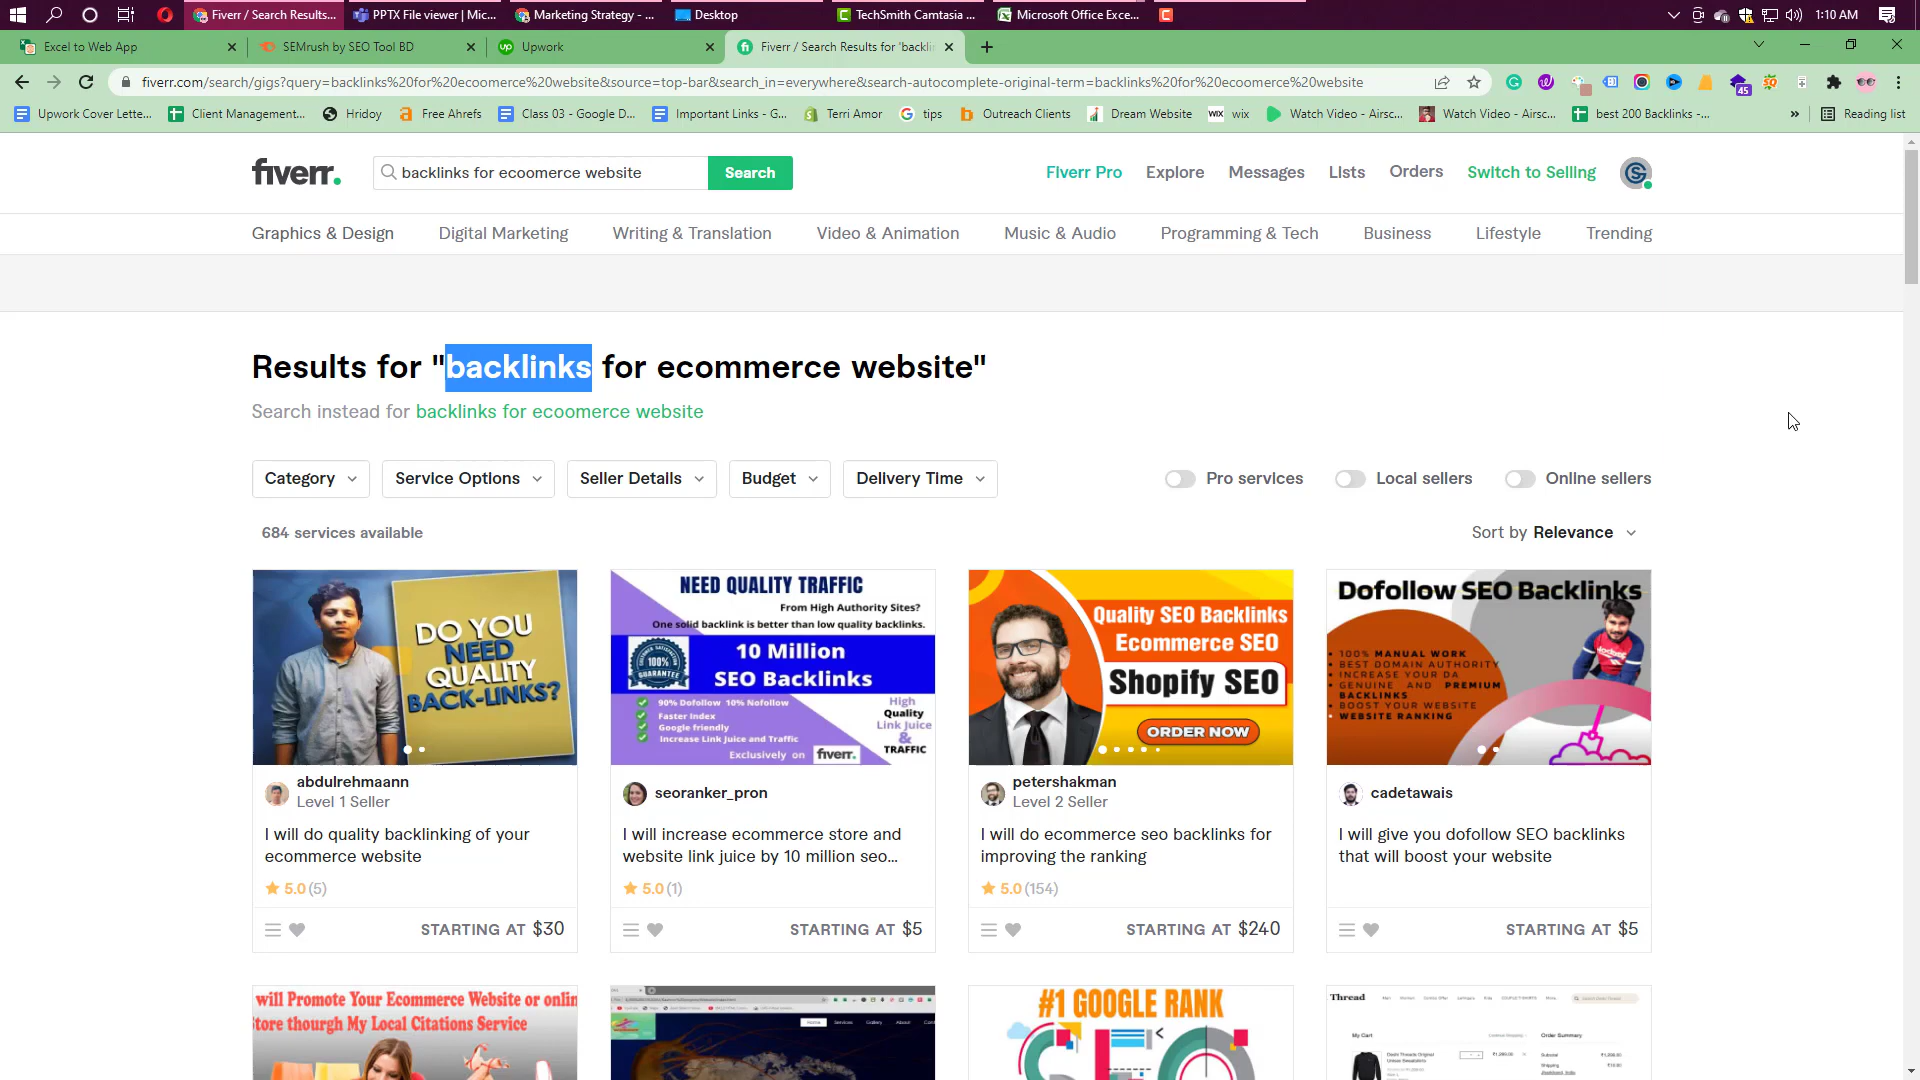 Fiverr / Search Results...
PPTX File viewer | Mic...
Marketing Strategy - ...
Desktop
TechSmith Camtasia ...
Microsoft Office Exce...
1:10 AM
Excel to Web App
SEMrush by SEO Tool BD
Upwork
Fiverr / Search Results for 'backli
fiverr.com/search/gigs?query=backlinks%20for%20ecoomerce%20website&source=top-bar&search_in=everywhere&search-autocomplete-original-term=backlinks%20for%20ecoomerce%20website
45
Upwork Cover Lette...
Client Management...
Hridoy
Free Ahrefs
Class 03 - Google D...
Important Links - G...
Terri Amor
tips
Outreach Clients
Dream Website
WIX wix
Watch Video - Airsc...
Watch Video - Airsc...
best 200 Backlinks -...
»
Reading list
fiverr.
backlinks for ecoomerce website
Search
Fiverr Pro
Explore
Messages
Lists
Orders
Switch to Selling
Graphics & Design
Digital Marketing
Writing & Translation
Video & Animation
Music & Audio
Programming & Tech
Business
Lifestyle
Trending
Results for "backlinks for ecommerce website"
Search instead for backlinks for ecoomerce website
Category
Service Options
Seller Details
Budget
Delivery Time
Pro services
Local sellers
Online sellers
684 services available
Sort by Relevance
DO YOU
NEED
QUALITY
BACK-LINKS?
abdulrehmaann
Level 1 Seller
I will do quality backlinking of your
ecommerce website
5.0 (5)
STARTING AT $30
NEED QUALITY TRAFFIC
From High Authority Sites?
One solid backlink is better than low quality backlinks.
100%
GUARANTEE
10 Million
SEO Backlinks
90% Dofollow 10% Nofollow
Faster Index
Google friendly
Increase Link Juice and Traffic
High
Quality
Link Juice
&
TRAFFIC
Exclusively on fiverr.
seoranker_pron
I will increase ecommerce store and
website link juice by 10 million seo...
5.0 (1)
STARTING AT $5
Quality SEO Backlinks
Ecommerce SEO
Shopify SEO
ORDER NOW
petershakman
Level 2 Seller
I will do ecommerce seo backlinks for
improving the ranking
5.0 (154)
STARTING AT $240
Dofollow SEO Backlinks
100% MANUAL WORK
BEST DOMAIN AUTHORITY
INCREASE YOUR DA
GENUINE AND PREMIUM
BACKLINKS
BOOST YOUR WEBSITE
WEBSITE RANKING
cadetawais
I will give you dofollow SEO backlinks
that will boost your website
STARTING AT $5
will Promote Your Ecommerce Website or onlin
tore thourgh My Local Citations Service
Home
Services
Gallery
About
#1 GOOGLE RANK
SEO
Thread
My Cart
Order Summary